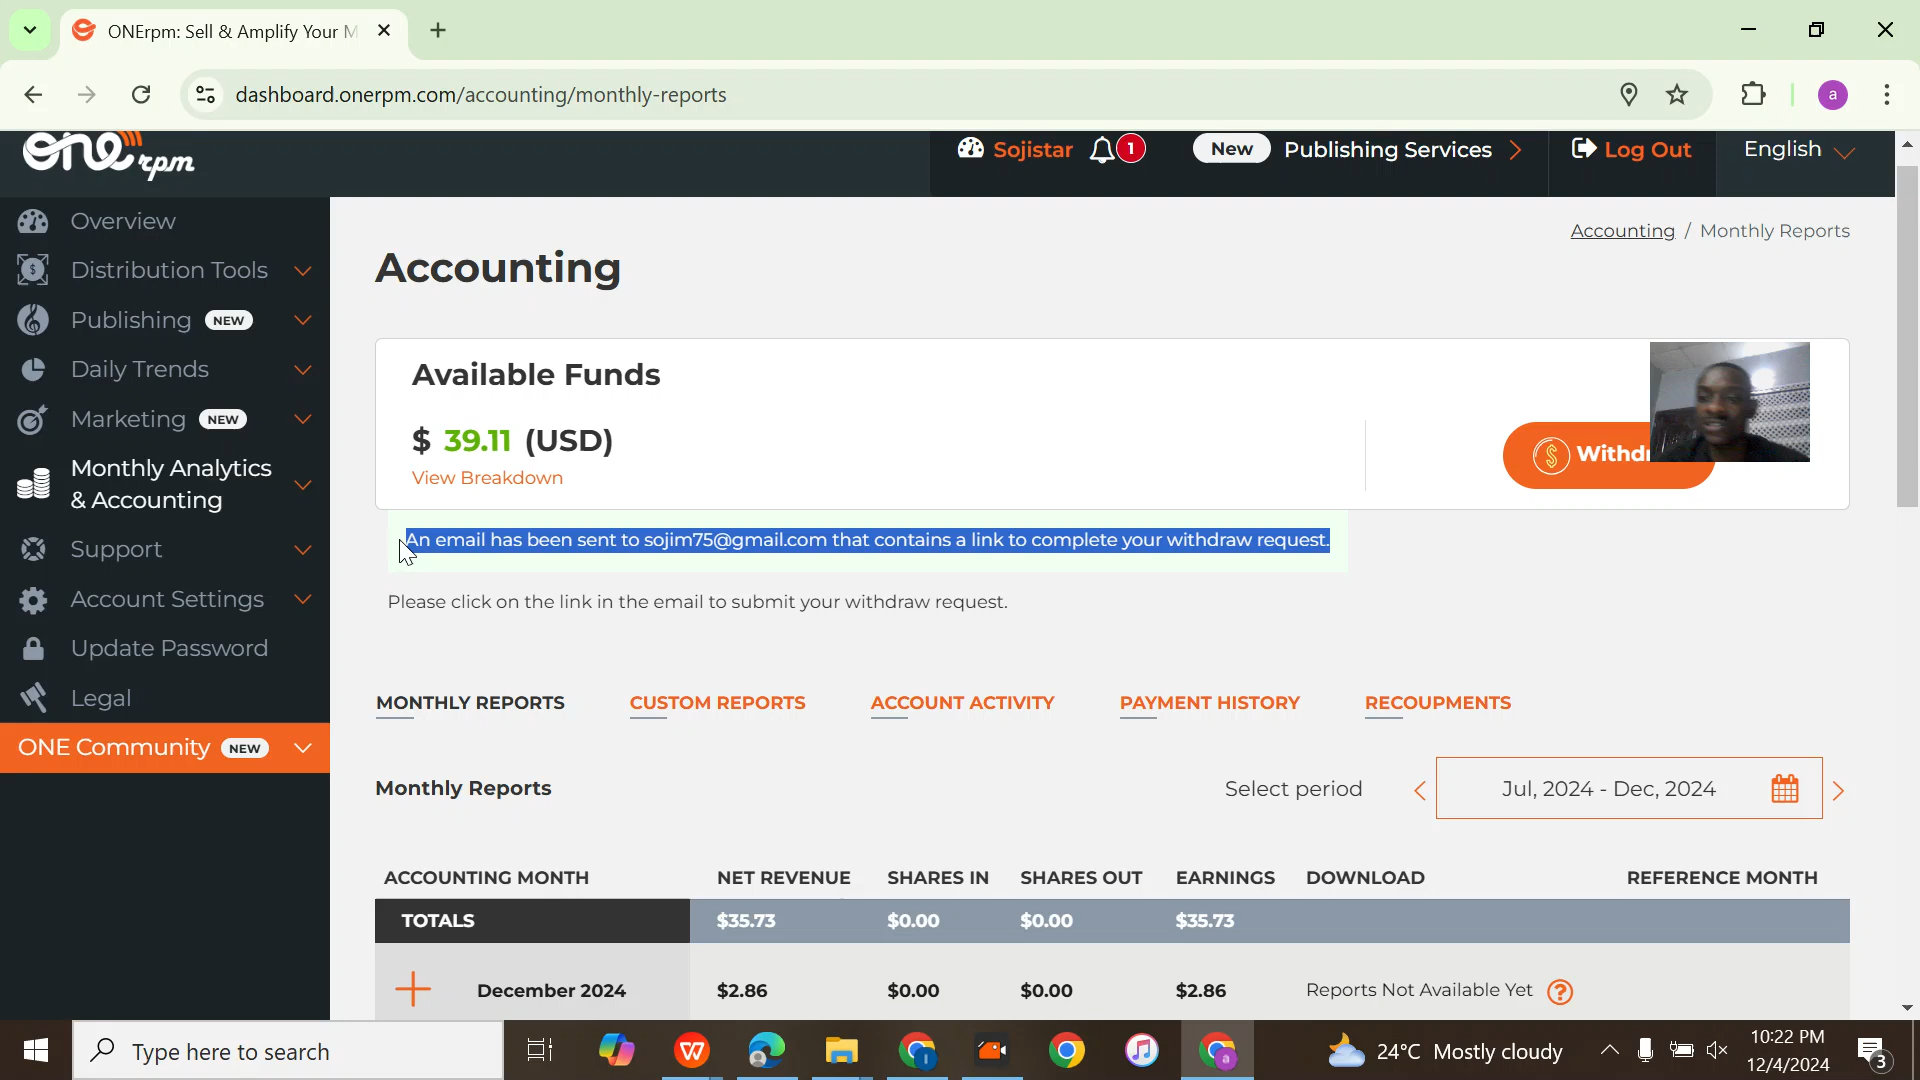 ONErpm: Sell & Amplify Your M
dashboard.onerpm.com/accounting/monthly-reports
a
one rpm
Sojistar
1
New
Publishing Services
Log Out
English
Overview
Distribution Tools
Publishing NEW
Daily Trends
Marketing NEW
Monthly Analytics
& Accounting
Support
Account Settings
Update Password
Legal
ONE Community NEW
Accounting / Monthly Reports
Accounting
Available Funds
$ 39.11 (USD)
View Breakdown
Withdr
An email has been sent to sojim75@gmail.com that contains a link to complete your withdraw request.
Please click on the link in the email to submit your withdraw request.
MONTHLY REPORTS
CUSTOM REPORTS
ACCOUNT ACTIVITY
PAYMENT HISTORY
RECOUPMENTS
Monthly Reports
Select period
Jul, 2024 - Dec, 2024
ACCOUNTING MONTH NET REVENUE SHARES IN SHARES OUT EARNINGS DOWNLOAD REFERENCE MONTH
TOTALS $35.73 $0.00 $0.00 $35.73
December 2024 $2.86 $0.00 $0.00 $2.86 Reports Not Available Yet ?
Type here to search
24°C Mostly cloudy
10:22 PM
12/4/2024
3